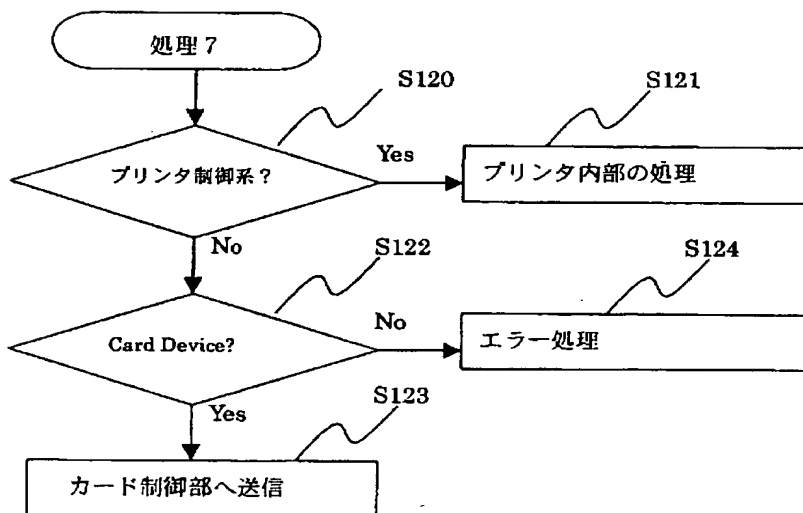 処理7
S120
S121
プリンタ制御系?
Yes
プリンタ内部の処理
No
S122
S124
Card Device?
No
エラー処理
Yes
S123
カード制御部へ送信